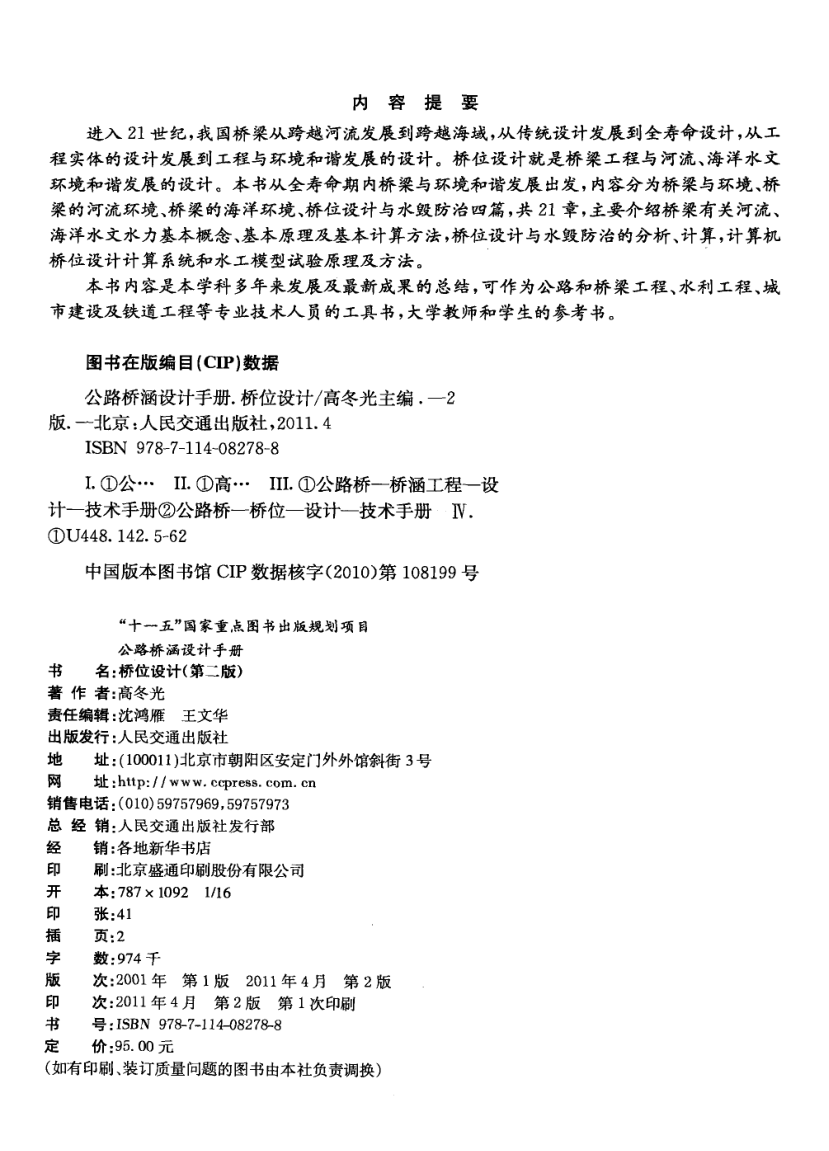 内 容 提 要
进入 21 世纪,我国桥梁从跨越河流发展到跨越海域,从传统设计发展到全寿命设计,从工
程实体的设计发展到工程与环境和谐发展的设计。桥位设计就是桥梁工程与河流、海洋水文
环境和谐发展的设计。本书从全寿命期内桥梁与环境和谐发展出发,内容分为桥梁与环境、桥
梁的河流环境、桥梁的海洋环境、桥位设计与水毁防治四篇,共 21 章,主要介绍桥梁有关河流、
海洋水文水力基本概念、基本原理及基本计算方法,桥位设计与水毁防治的分析、计算,计算机
桥位设计计算系统和水工模型试验原理及方法。
本书内容是本学科多年来发展及最新成果的总结,可作为公路和桥梁工程、水利工程、城
市建设及铁道工程等专业技术人员的工具书,大学教师和学生的参考书。
图书在版编目(CIP)数据
公路桥涵设计手册.桥位设计/高冬光主编.—2
版.—北京:人民交通出版社,2011.4
ISBN 978-7-114-08278-8
I.①公… II.①高… III.①公路桥—桥涵工程—设
计—技术手册②公路桥—桥位—设计—技术手册 Ⅳ.
①U448.142.5-62
中国版本图书馆 CIP 数据核字(2010)第 108199 号
“十一五”国家重点图书出版规划项目
公路桥涵设计手册
书 名:桥位设计(第二版)
著 作 者:高冬光
责任编辑:沈鸿雁 王文华
出版发行:人民交通出版社
地 址:(100011)北京市朝阳区安定门外外馆斜街 3 号
网 址:http://www.ccpress.com.cn
销售电话:(010)59757969,59757973
总 经 销:人民交通出版社发行部
经 销:各地新华书店
印 刷:北京盛通印刷股份有限公司
开 本:787×1092 1/16
印 张:41
插 页:2
字 数:974 千
版 次:2001 年 第 1 版 2011 年 4 月 第 2 版
印 次:2011 年 4 月 第 2 版 第 1 次印刷
书 号:ISBN 978-7-114-08278-8
定 价:95.00 元
(如有印刷、装订质量问题的图书由本社负责调换)